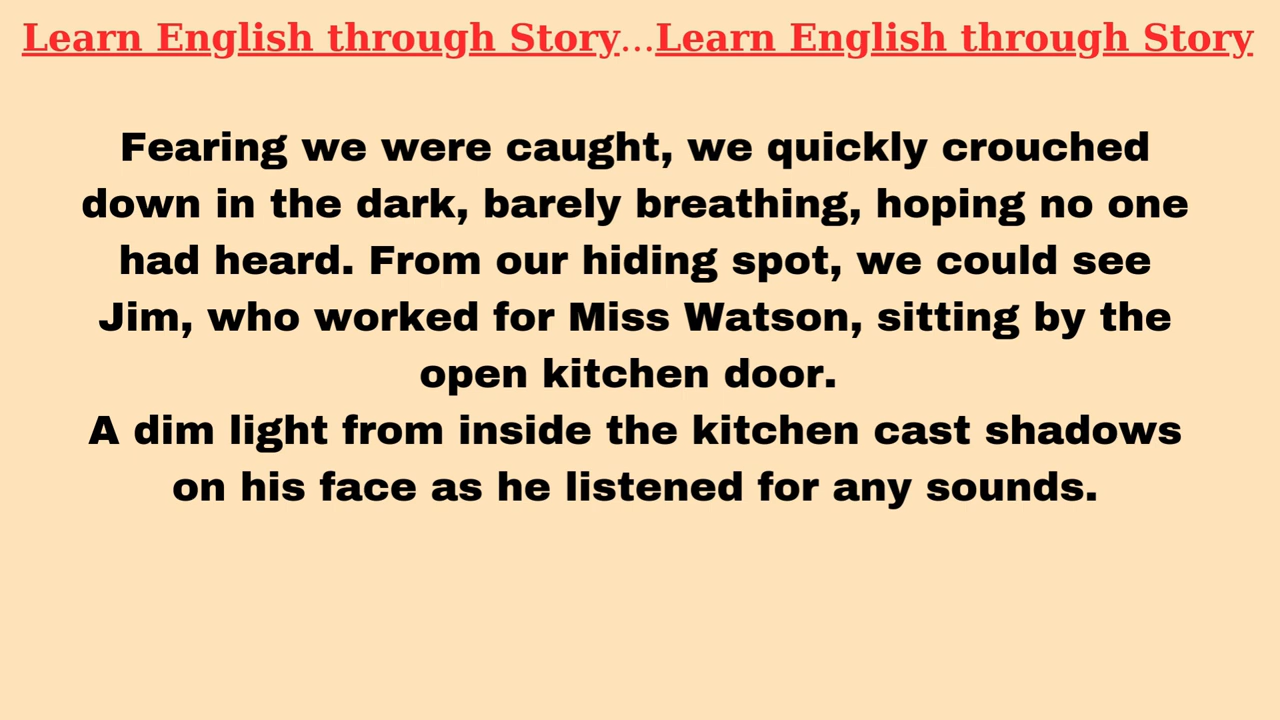 Learn English through Story...Learn English through Story
Fearing we were caught, we quickly crouched
down in the dark, barely breathing, hoping no one
had heard. From our hiding spot, we could see
Jim, who worked for Miss Watson, sitting by the
open kitchen door.
A dim light from inside the kitchen cast shadows
on his face as he listened for any sounds.